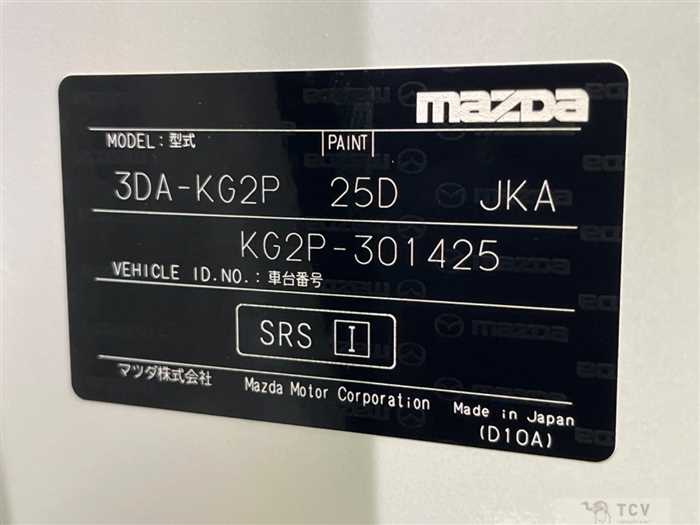 mazda
MODEL：型式 PAINT
3DA-KG2P 25D JKA
KG2P-301425
VEHICLE ID.NO.：車台番号
SRS I
マツダ株式会社 Mazda Motor Corporation Made in Japan
(D10A)
TCV